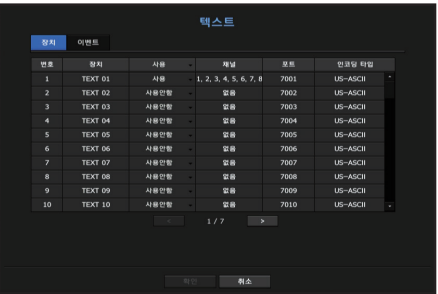 텍스트
장치 이벤트
번호 장치 사용 채널 포트 인코딩 타입
1 TEXT 01 사용 1, 2, 3, 4, 5, 6, 7, 8 7001 US-ASCII
2 TEXT 02 사용안함 없음 7002 US-ASCII
3 TEXT 03 사용안함 없음 7003 US-ASCII
4 TEXT 04 사용안함 없음 7004 US-ASCII
5 TEXT 05 사용안함 없음 7005 US-ASCII
6 TEXT 06 사용안함 없음 7006 US-ASCII
7 TEXT 07 사용안함 없음 7007 US-ASCII
8 TEXT 08 사용안함 없음 7008 US-ASCII
9 TEXT 09 사용안함 없음 7009 US-ASCII
10 TEXT 10 사용안함 없음 7010 US-ASCII
< 1 / 7 >
확인 취소